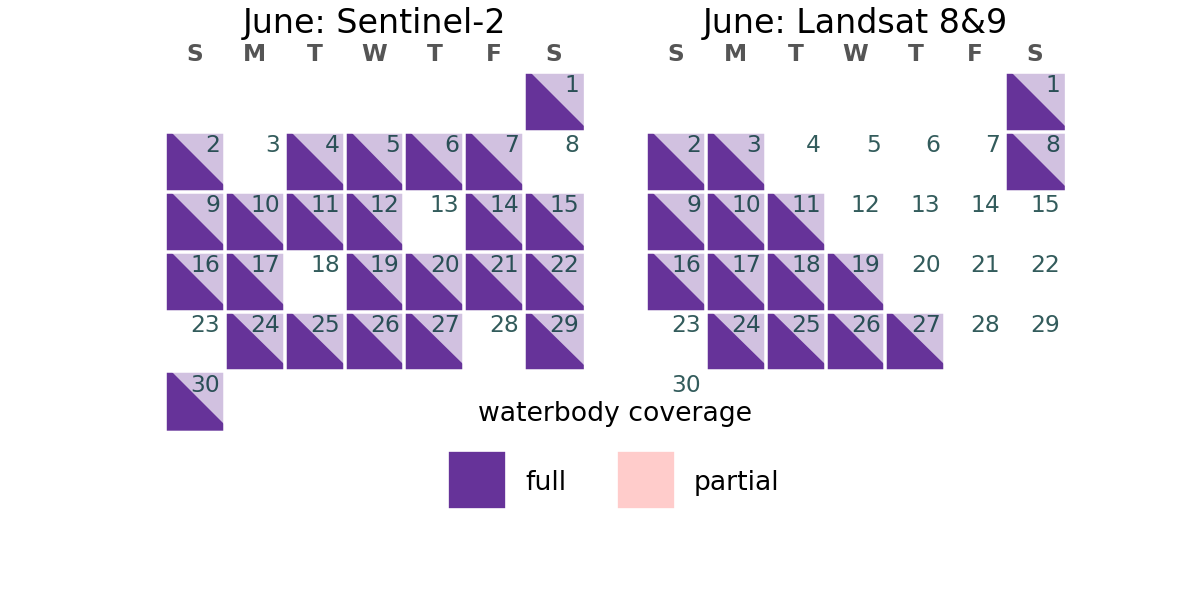 June: Sentinel-2
S M T W T F S
1
2 3 4 5 6 7 8
9 10 11 12 13 14 15
16 17 18 19 20 21 22
23 24 25 26 27 28 29
30
June: Landsat 8&9
S M T W T F S
1
2 3 4 5 6 7 8
9 10 11 12 13 14 15
16 17 18 19 20 21 22
23 24 25 26 27 28 29
30
waterbody coverage
full partial